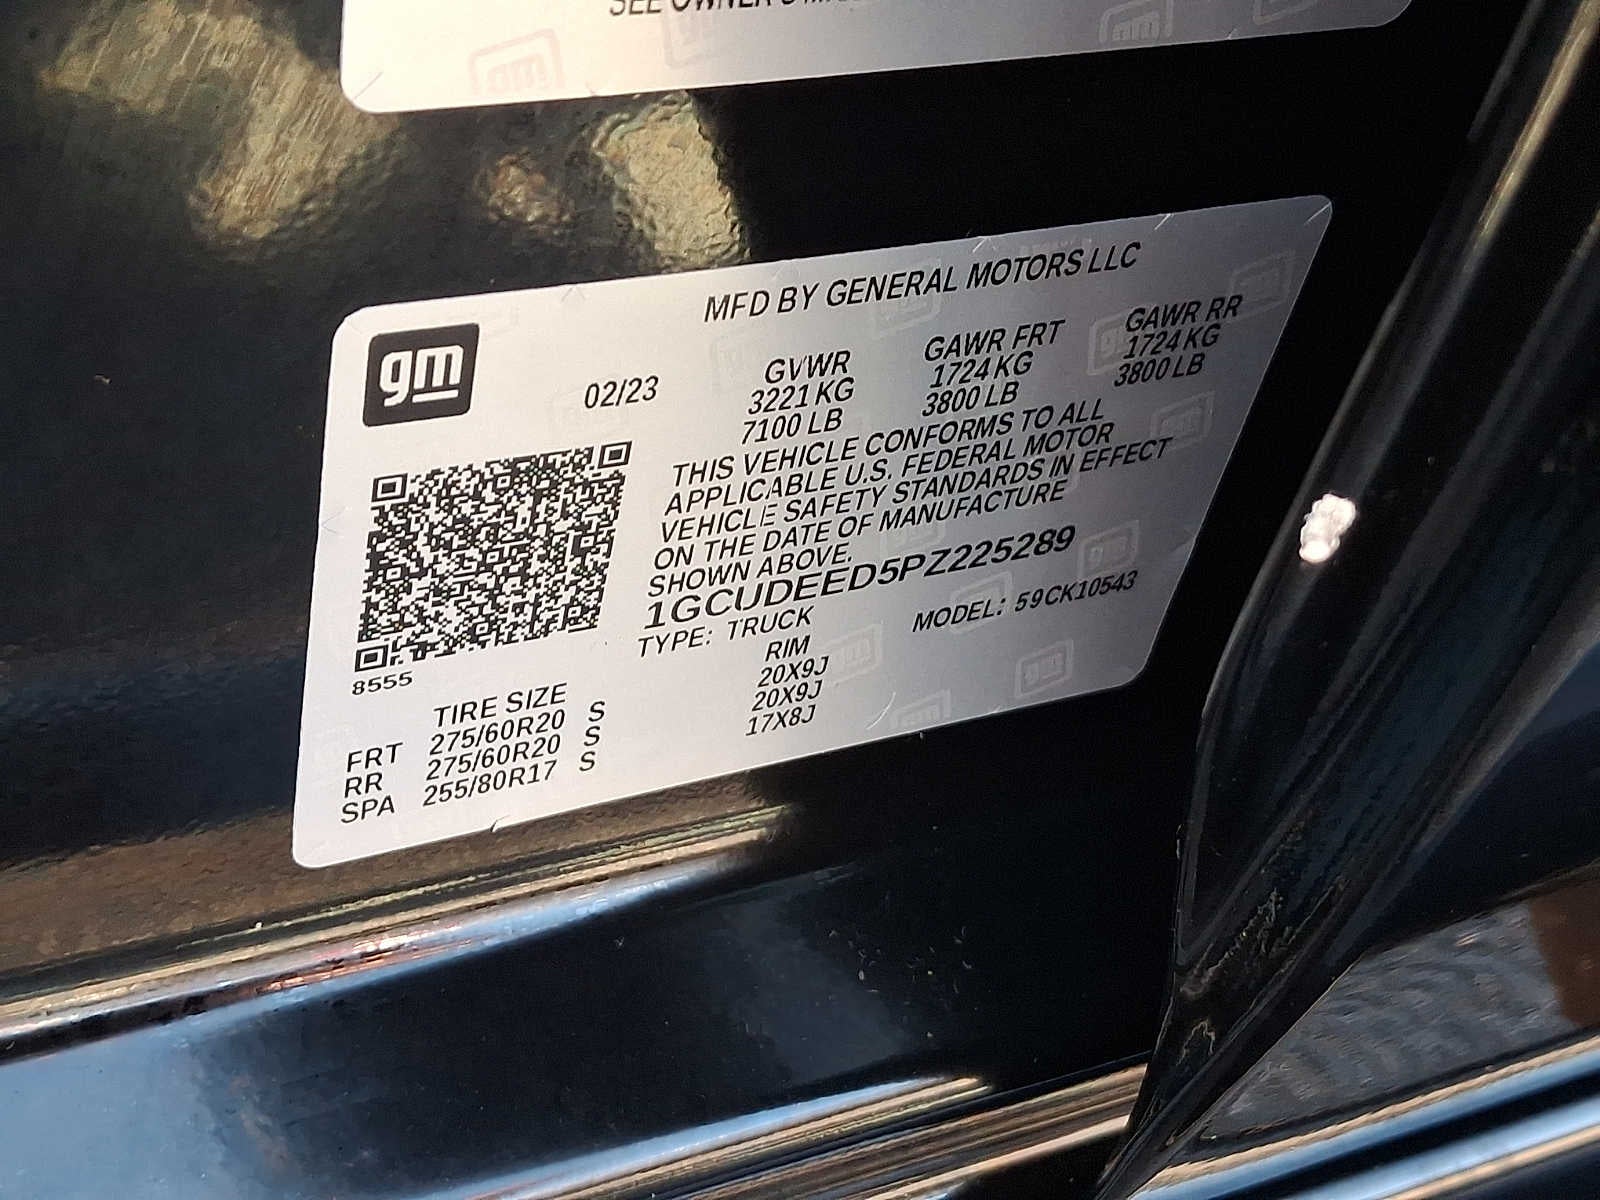 SEE OWNER'S
MFD BY GENERAL MOTORS LLC
gm
02/23
GVWR GAWR FRT GAWR RR
3221 KG 1724 KG 1724 KG
7100 LB 3800 LB 3800 LB
THIS VEHICLE CONFORMS TO ALL
APPLICABLE U.S. FEDERAL MOTOR
VEHICLE SAFETY STANDARDS IN EFFECT
ON THE DATE OF MANUFACTURE
SHOWN ABOVE.
1GCUDEED5PZ225289
TYPE: TRUCK MODEL: 59CK10543
8555
TIRE SIZE RIM
FRT 275/60R20 S 20X9J
RR 275/60R20 S 20X9J
SPA 255/80R17 S 17X8J